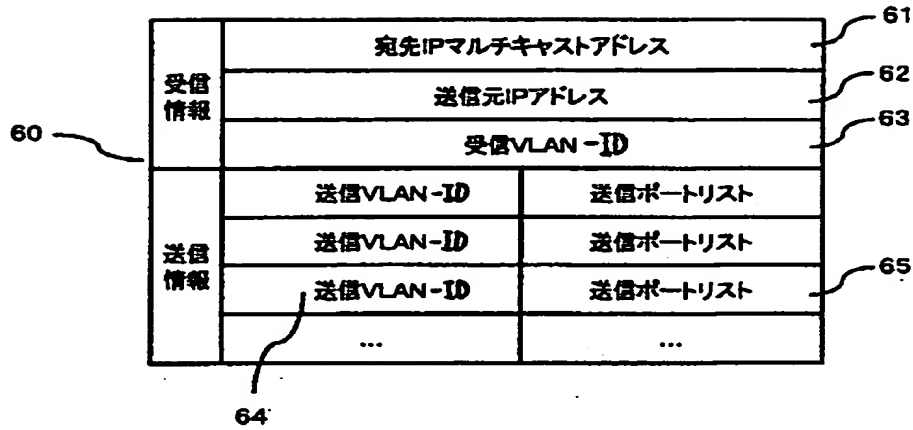 宛先IPマルチキャストアドレス
61
受信
情報
送信元IPアドレス
62
受信VLAN-ID
63
60
送信
情報
送信VLAN-ID 送信ポートリスト
送信VLAN-ID 送信ポートリスト
送信VLAN-ID 送信ポートリスト
65
... ...
64